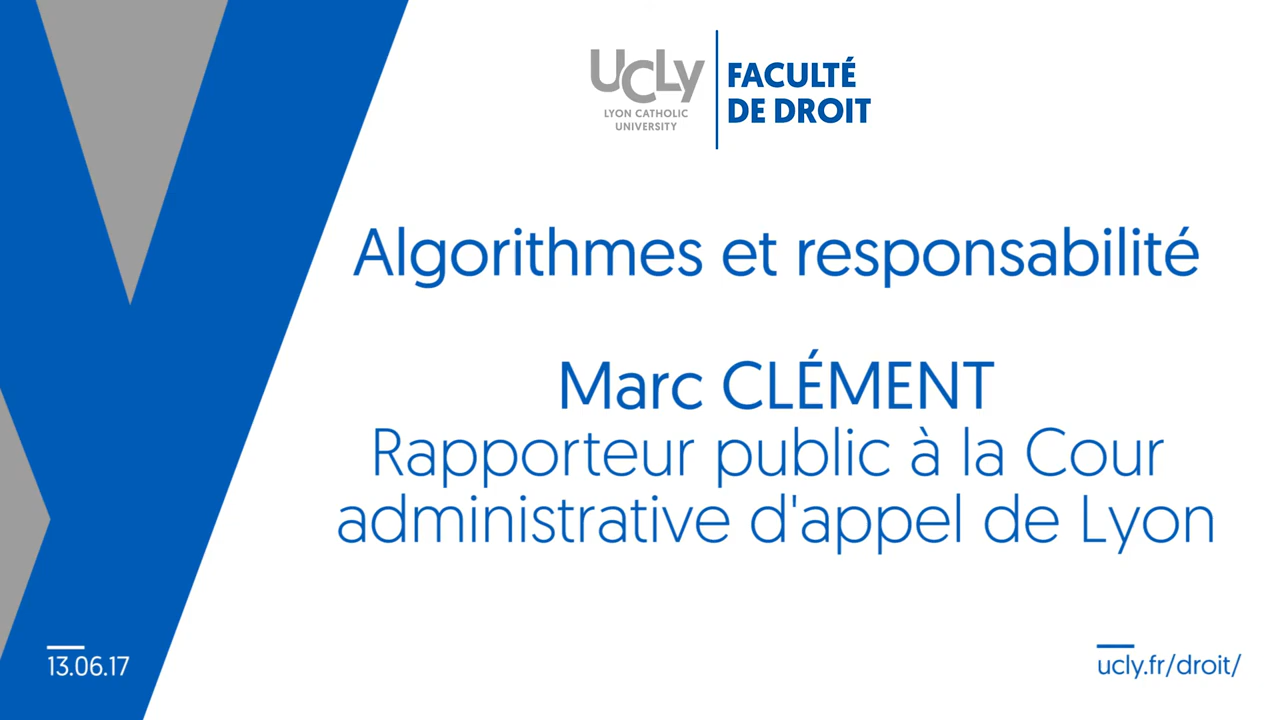 UCLy
LYON CATHOLIC
UNIVERSITY
FACULTÉ
DE DROIT
Algorithmes et responsabilité
Marc CLÉMENT
Rapporteur public à la Cour
administrative d'appel de Lyon
13.06.17
ucly.fr/droit/